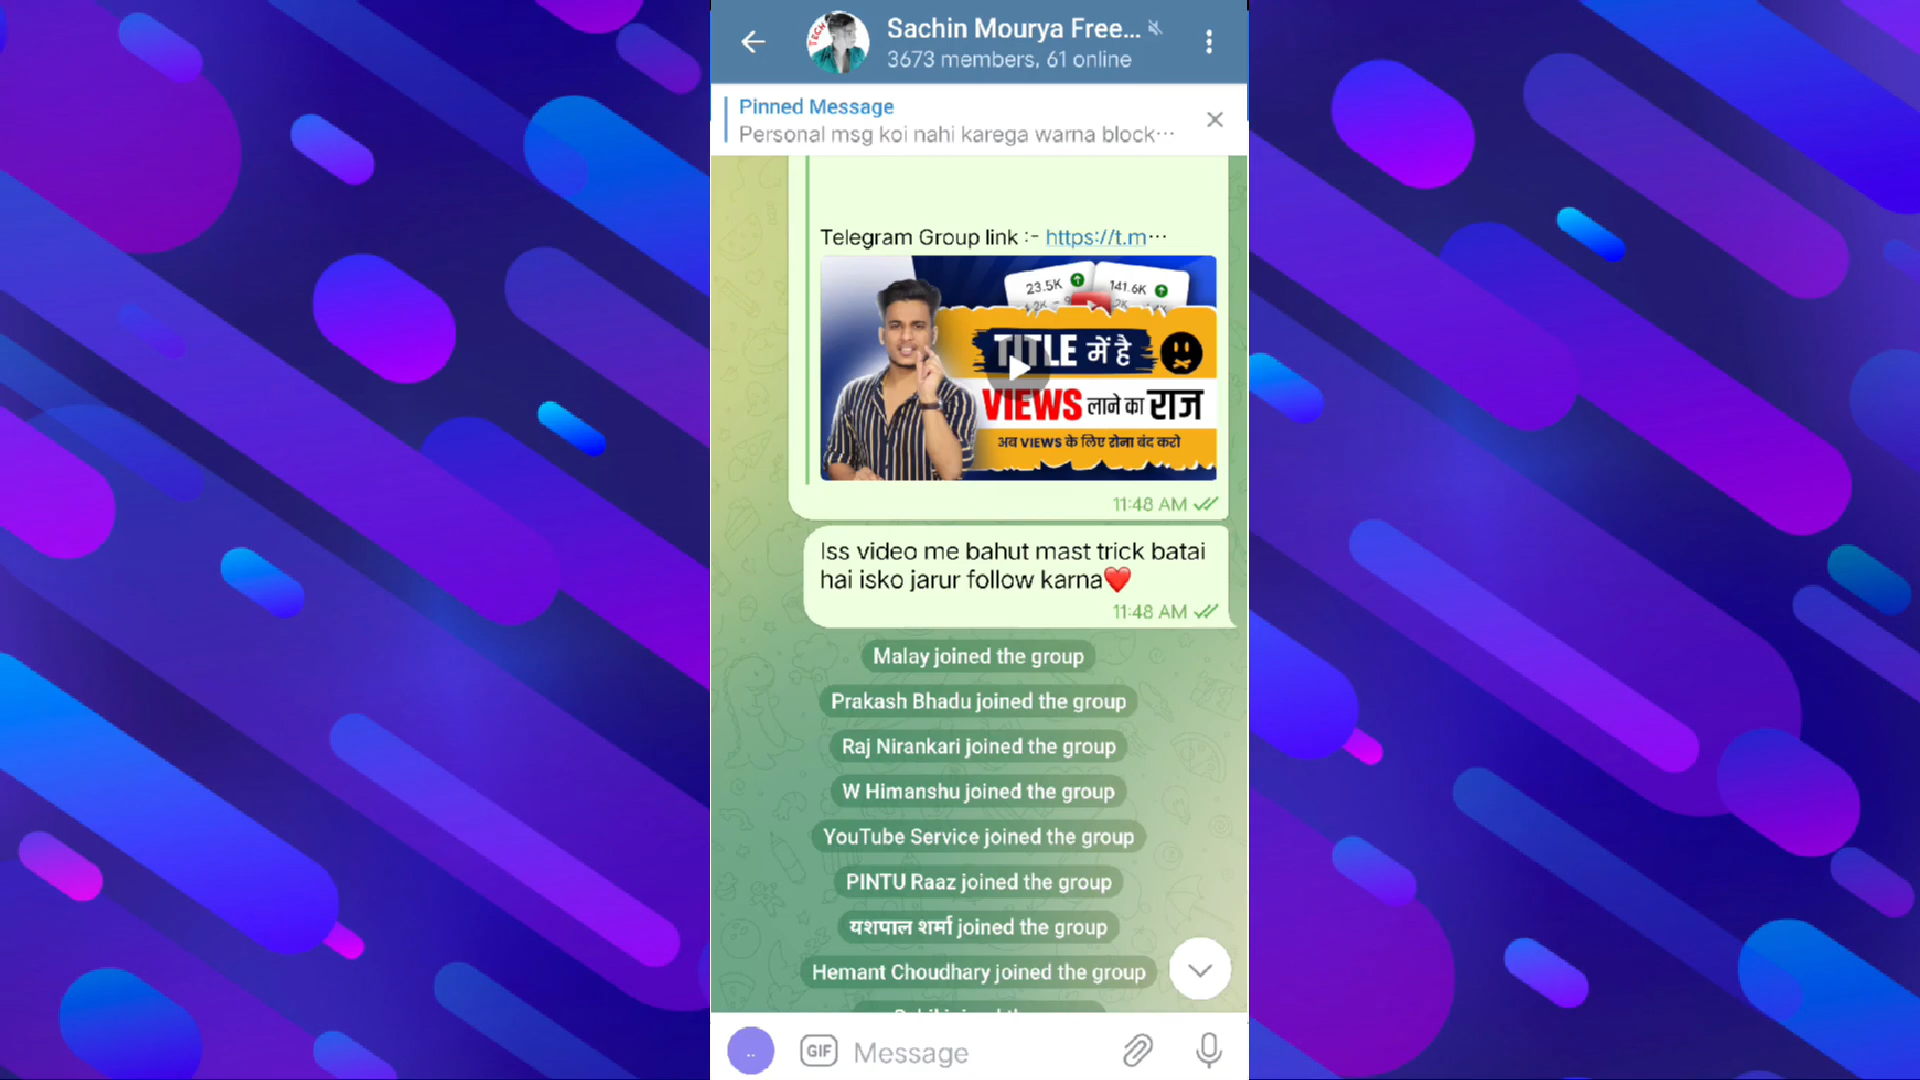 TECH
Sachin Mourya Free...
3673 members, 61 online
Pinned Message
Personal msg koi nahi karega warna block...
Telegram Group link :- https://t.m...
23.5K 141.6K
TITLE में है
VIEWS लाने का राज
अब VIEWS के लिए रोना बंद करो
11:48 AM
Iss video me bahut mast trick batai
hai isko jarur follow karna❤️
11:48 AM
Malay joined the group
Prakash Bhadu joined the group
Raj Nirankari joined the group
W Himanshu joined the group
YouTube Service joined the group
PINTU Raaz joined the group
यशपाल शर्मा joined the group
Hemant Choudhary joined the group
GIF Message